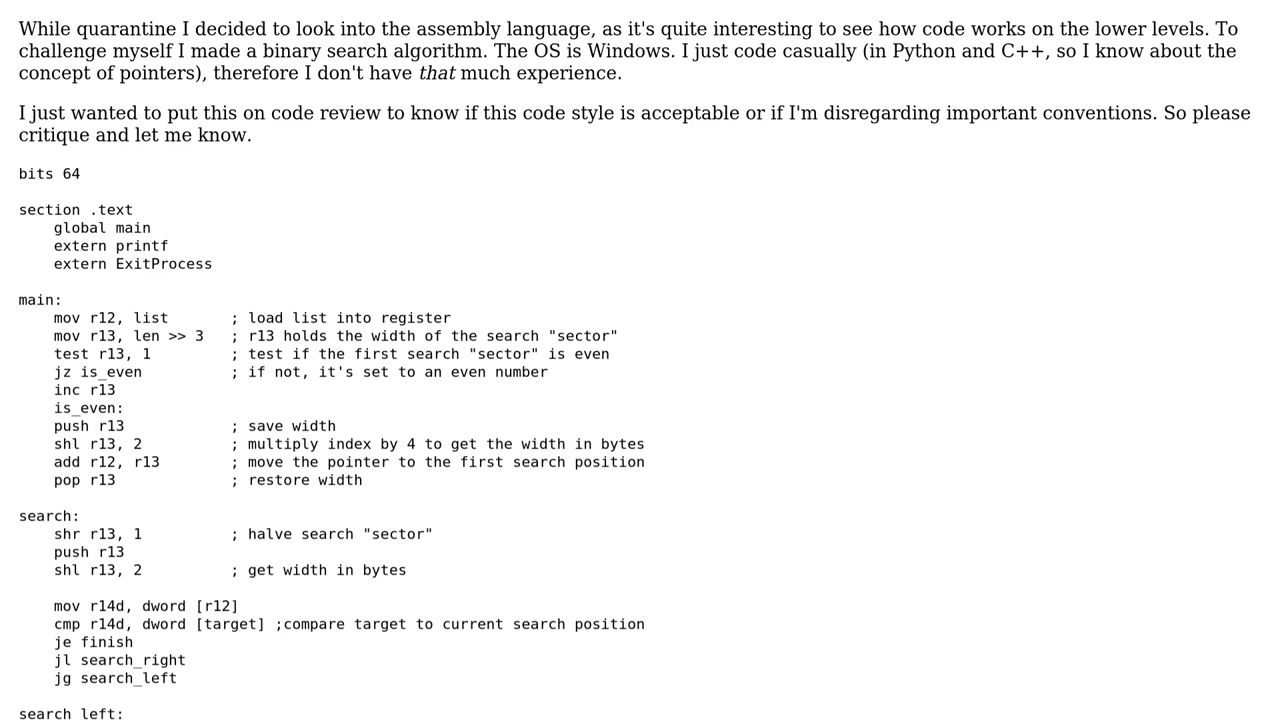 While quarantine I decided to look into the assembly language, as it's quite interesting to see how code works on the lower levels. To
challenge myself I made a binary search algorithm. The OS is Windows. I just code casually (in Python and C++, so I know about the
concept of pointers), therefore I don't have that much experience.
I just wanted to put this on code review to know if this code style is acceptable or if I'm disregarding important conventions. So please
critique and let me know.
bits 64
section .text
    global main
    extern printf
    extern ExitProcess
main:
    mov r12, list       ; load list into register
    mov r13, len >> 3   ; r13 holds the width of the search "sector"
    test r13, 1         ; test if the first search "sector" is even
    jz is_even          ; if not, it's set to an even number
    inc r13
    is_even:
    push r13            ; save width
    shl r13, 2          ; multiply index by 4 to get the width in bytes
    add r12, r13        ; move the pointer to the first search position
    pop r13             ; restore width
search:
    shr r13, 1          ; halve search "sector"
    push r13
    shl r13, 2          ; get width in bytes
    mov r14d, dword [r12]
    cmp r14d, dword [target] ;compare target to current search position
    je finish
    jl search_right
    jg search_left
search left: